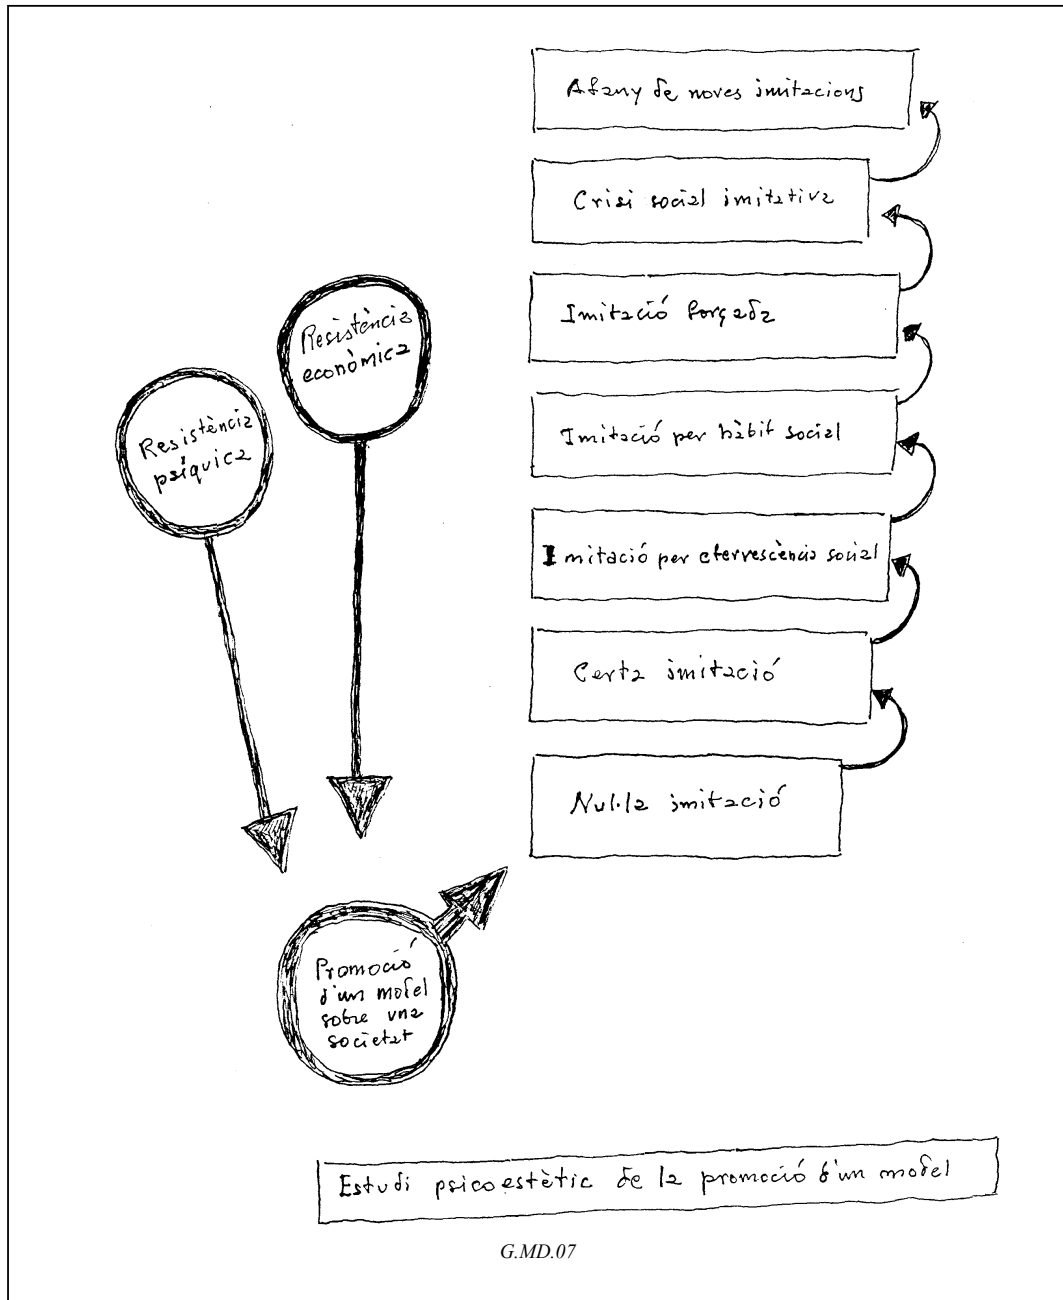 Afany de noves imitacions
Crisi social imitativa
Imitació forçada
Imitació per hàbit social
Imitació per efervescència social
Certa imitació
Nul·la imitació
Resistència
econòmica
Resistència
psíquica
Promoció
d'un model
sobre una
societat
Estudi psicoestètic de la promoció d'un model
G.MD.07